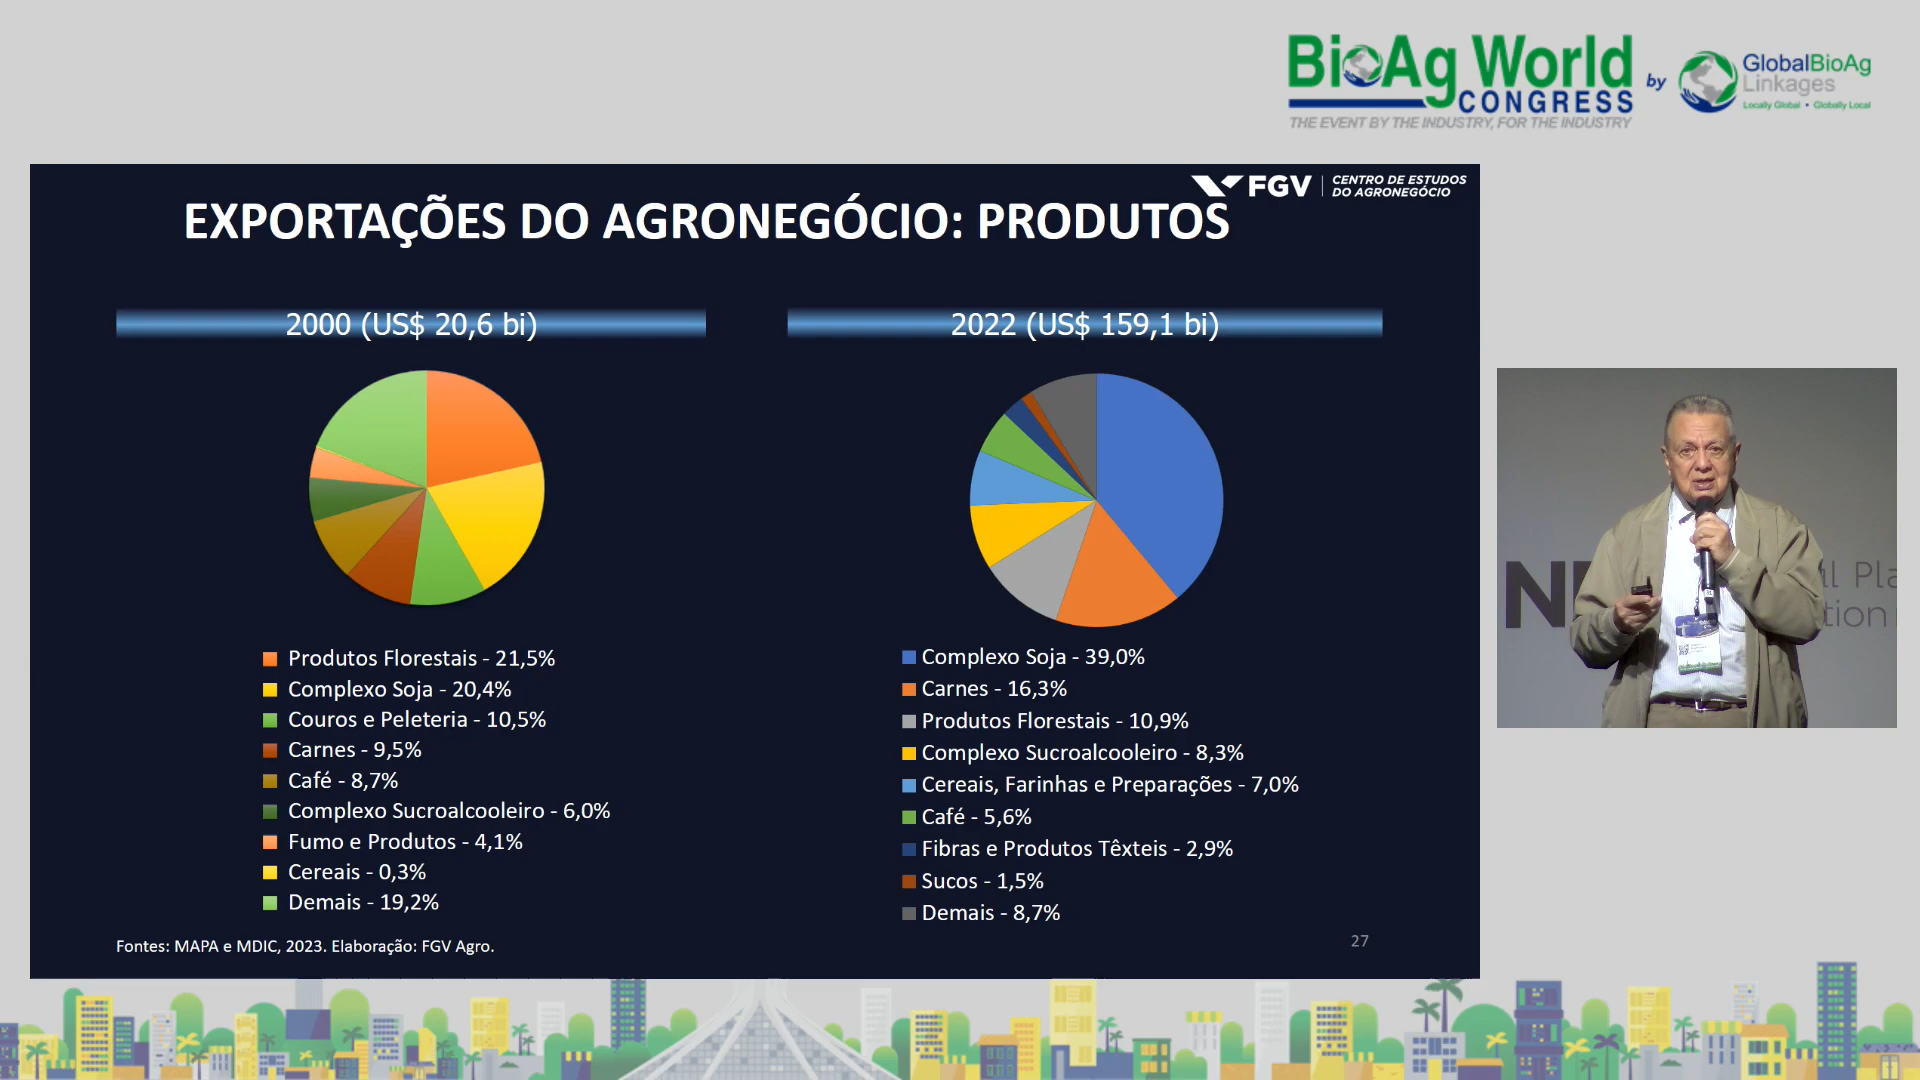 BioAg World
CONGRESS
THE EVENT BY THE INDUSTRY, FOR THE INDUSTRY
by
GlobalBioAg
Linkages
Locally Global • Globally Local
FGV
CENTRO DE ESTUDOS
DO AGRONEGÓCIO
EXPORTAÇÕES DO AGRONEGÓCIO: PRODUTOS
2000 (US$ 20,6 bi)
Produtos Florestais - 21,5%
Complexo Soja - 20,4%
Couros e Peleteria - 10,5%
Carnes - 9,5%
Café - 8,7%
Complexo Sucroalcooleiro - 6,0%
Fumo e Produtos - 4,1%
Cereais - 0,3%
Demais - 19,2%
2022 (US$ 159,1 bi)
Complexo Soja - 39,0%
Carnes - 16,3%
Produtos Florestais - 10,9%
Complexo Sucroalcooleiro - 8,3%
Cereais, Farinhas e Preparações - 7,0%
Café - 5,6%
Fibras e Produtos Têxteis - 2,9%
Sucos - 1,5%
Demais - 8,7%
Fontes: MAPA e MDIC, 2023. Elaboração: FGV Agro.
27